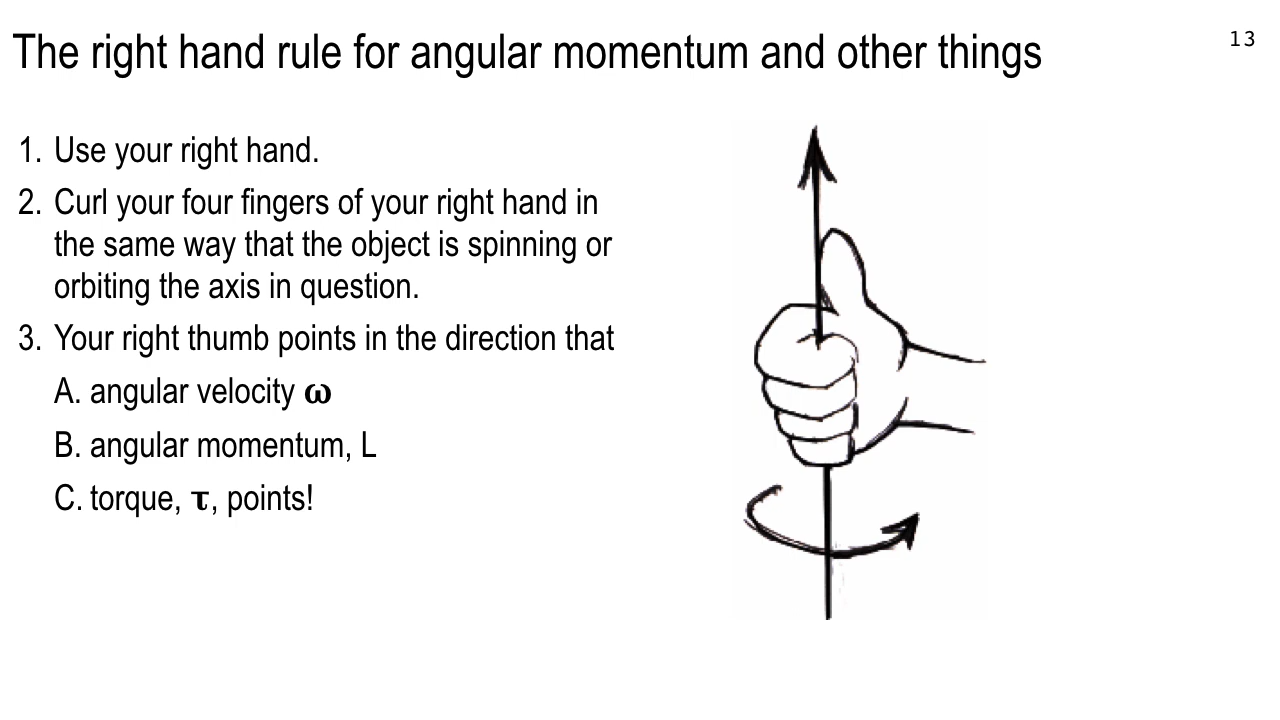 The right hand rule for angular momentum and other things
13
1. Use your right hand.
2. Curl your four fingers of your right hand in
the same way that the object is spinning or
orbiting the axis in question.
3. Your right thumb points in the direction that
A. angular velocity ω
B. angular momentum, L
C. torque, τ, points!